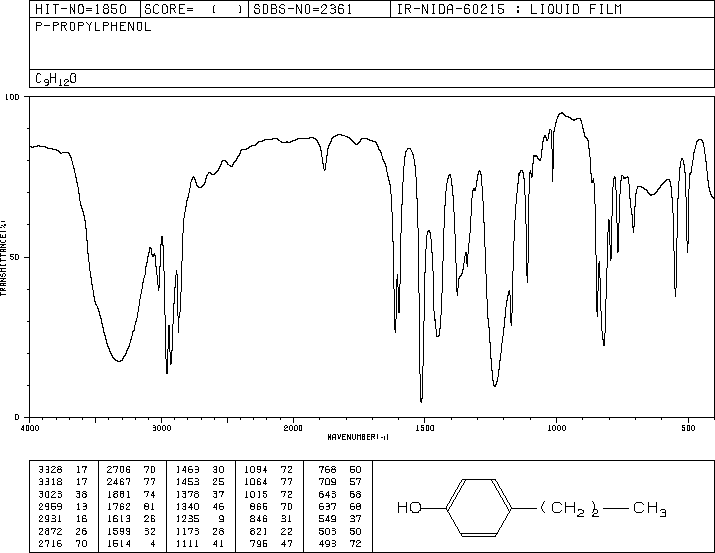 HIT-NO=1850 SCORE= ( ) SDBS-NO=2361 IR-NIDA-60215 : LIQUID FILM
P-PROPYLPHENOL
C9H12O
100
50
0
TRANSMITTANCE(%)
4000 3000 2000 1500 1000 500
WAVENUMBER(-1)
3328 17 2706 70 1463 30 1094 72 768 50
3318 17 2467 77 1453 25 1064 77 709 57
3023 38 1881 74 1378 37 1015 72 643 68
2959 13 1762 81 1340 46 866 70 637 68
2931 16 1613 26 1235 9 846 31 549 37
2872 26 1599 32 1173 28 821 22 503 50
2716 70 1514 4 1111 41 796 47 493 72
HO (CH2)2 CH3